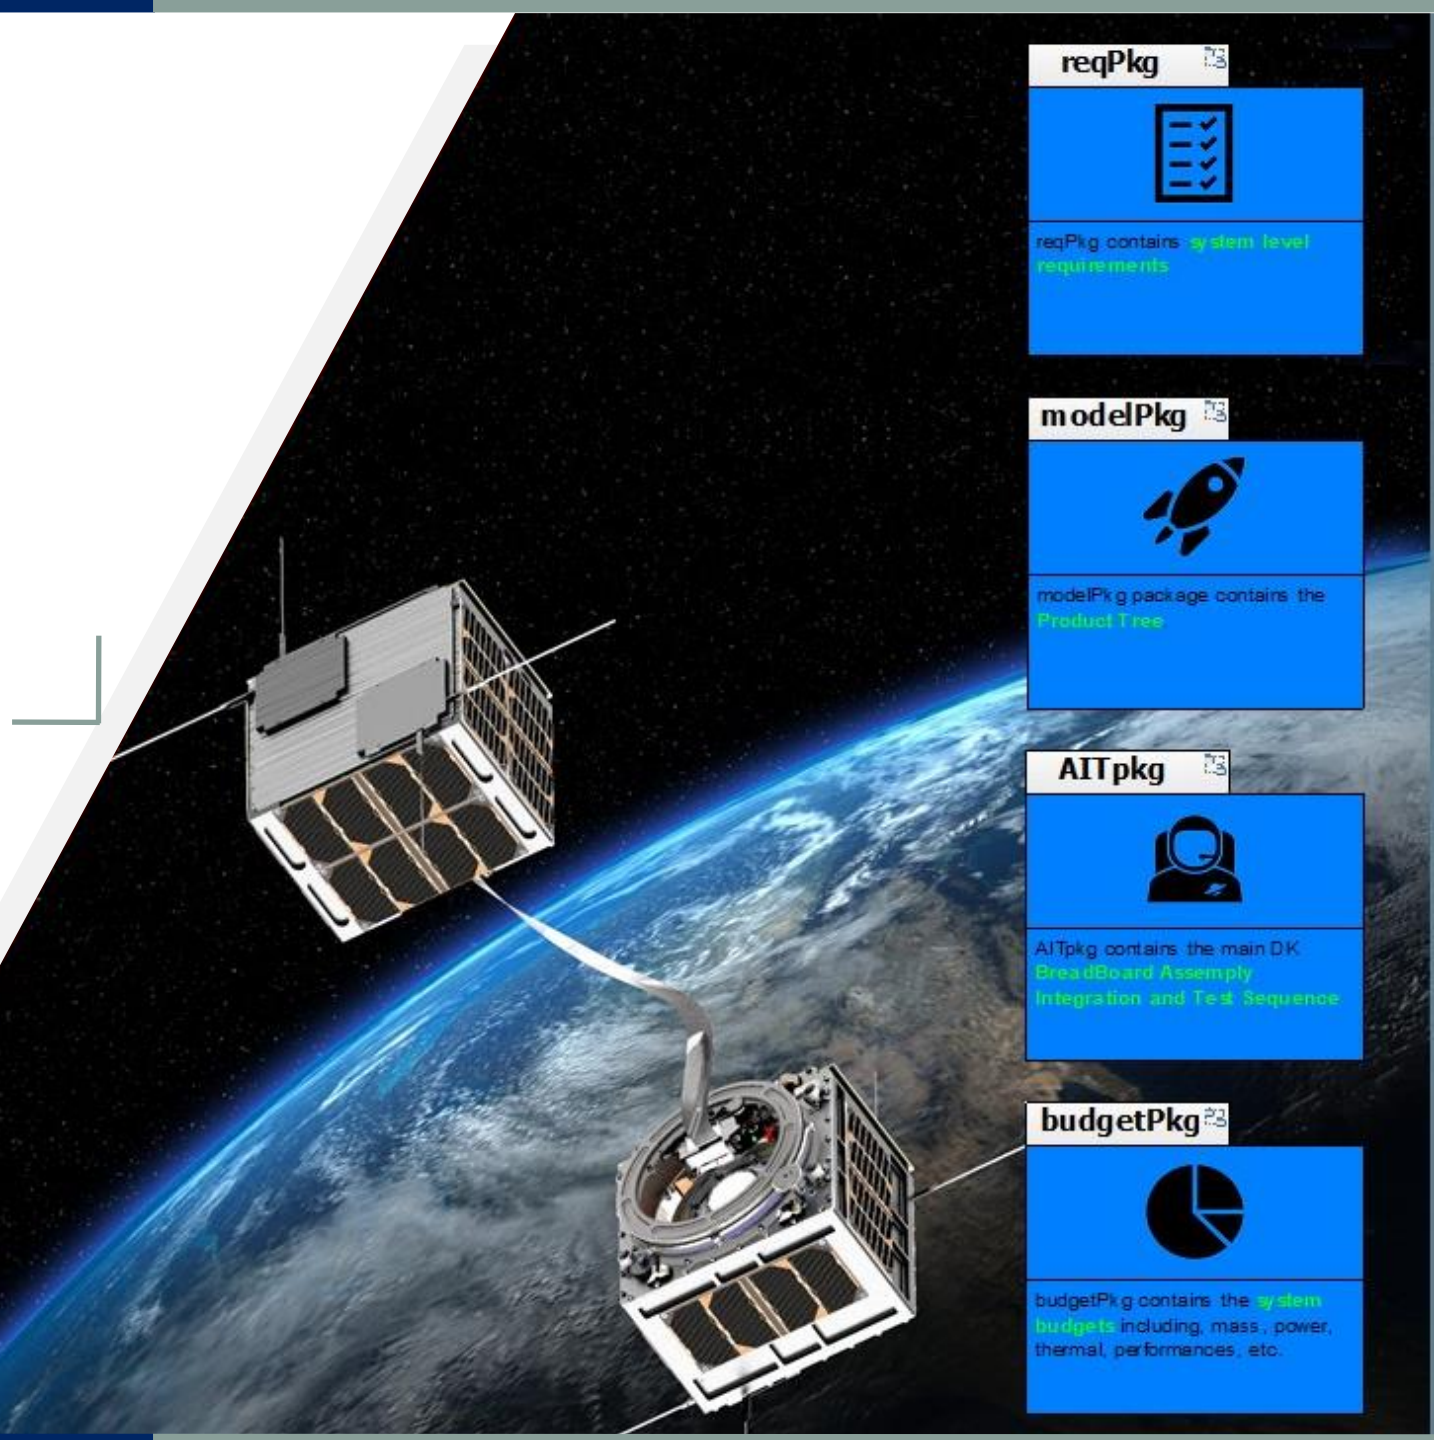 reqPkg
reqPkg contains system level
requirements
modelPkg
modelPkg package contains the
Product Tree
AITpkg
AITpkg contains the main DK
BreadBoard Assemply
Integration and Test Sequence
budgetPkg
budgetPkg contains the system
budgets including, mass, power,
thermal, performances, etc.